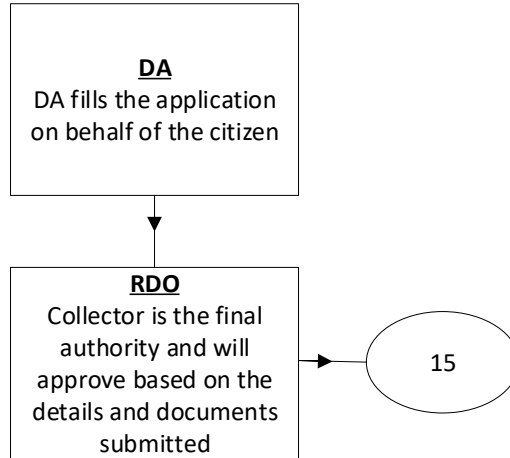 DA
DA fills the application
on behalf of the citizen
RDO
Collector is the final
authority and will
approve based on the
details and documents
submitted
15